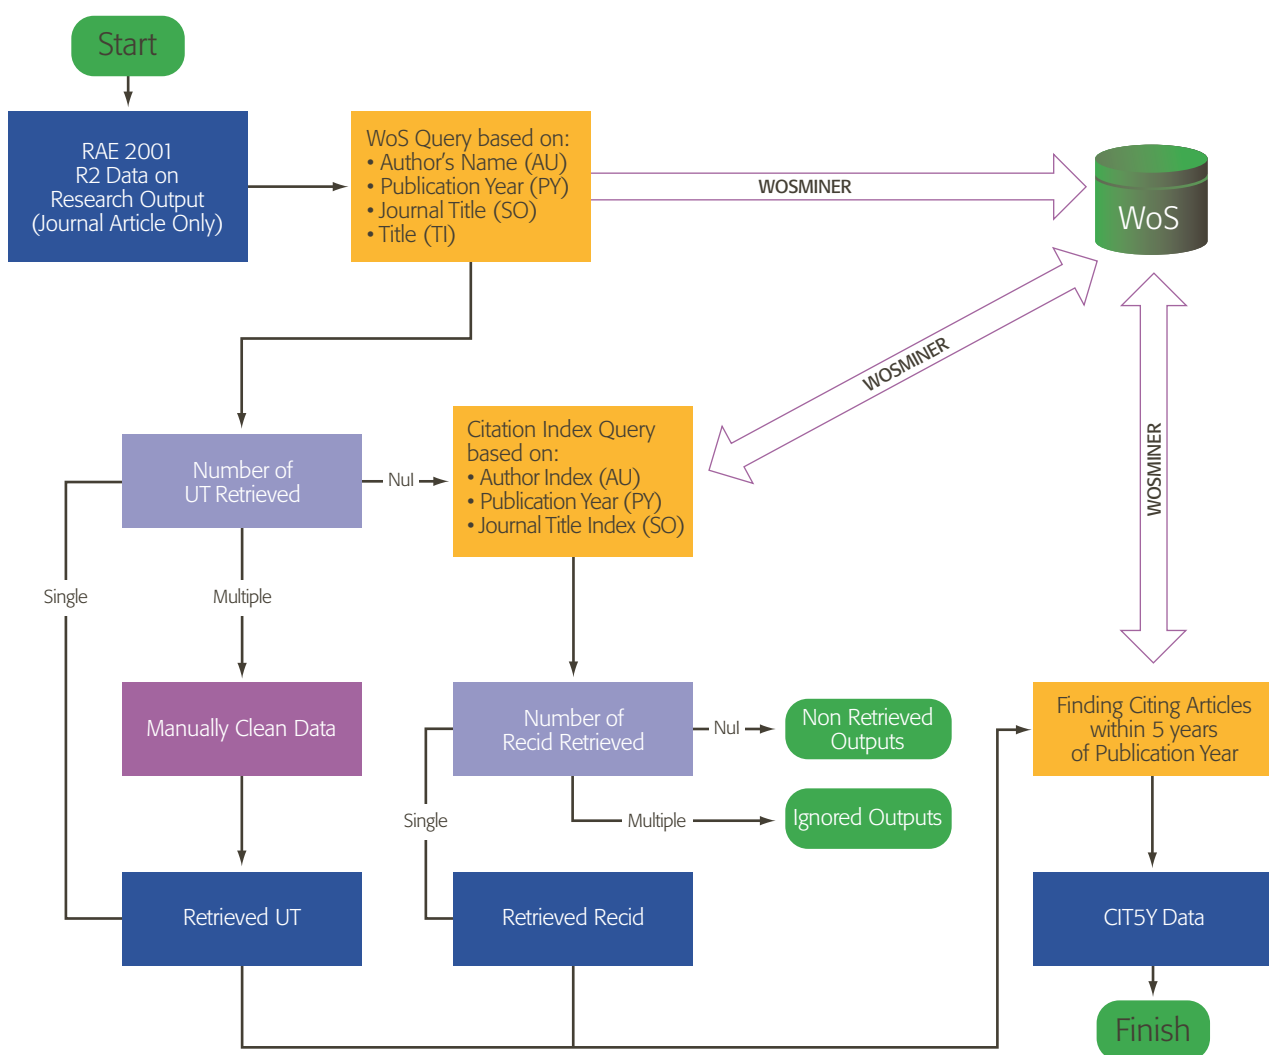 Start
RAE 2001
R2 Data on
Research Output
(Journal Article Only)
WoS Query based on:
• Author's Name (AU)
• Publication Year (PY)
• Journal Title (SO)
• Title (TI)
WOSMINER
WoS
WOSMINER
WOSMINER
Number of
UT Retrieved
Nul
Citation Index Query
based on:
• Author Index (AU)
• Publication Year (PY)
• Journal Title Index (SO)
Single
Multiple
Manually Clean Data
Number of
Recid Retrieved
Nul
Non Retrieved
Outputs
Finding Citing Articles
within 5 years
of Publication Year
Single
Multiple
Ignored Outputs
Retrieved UT
Retrieved Recid
CIT5Y Data
Finish